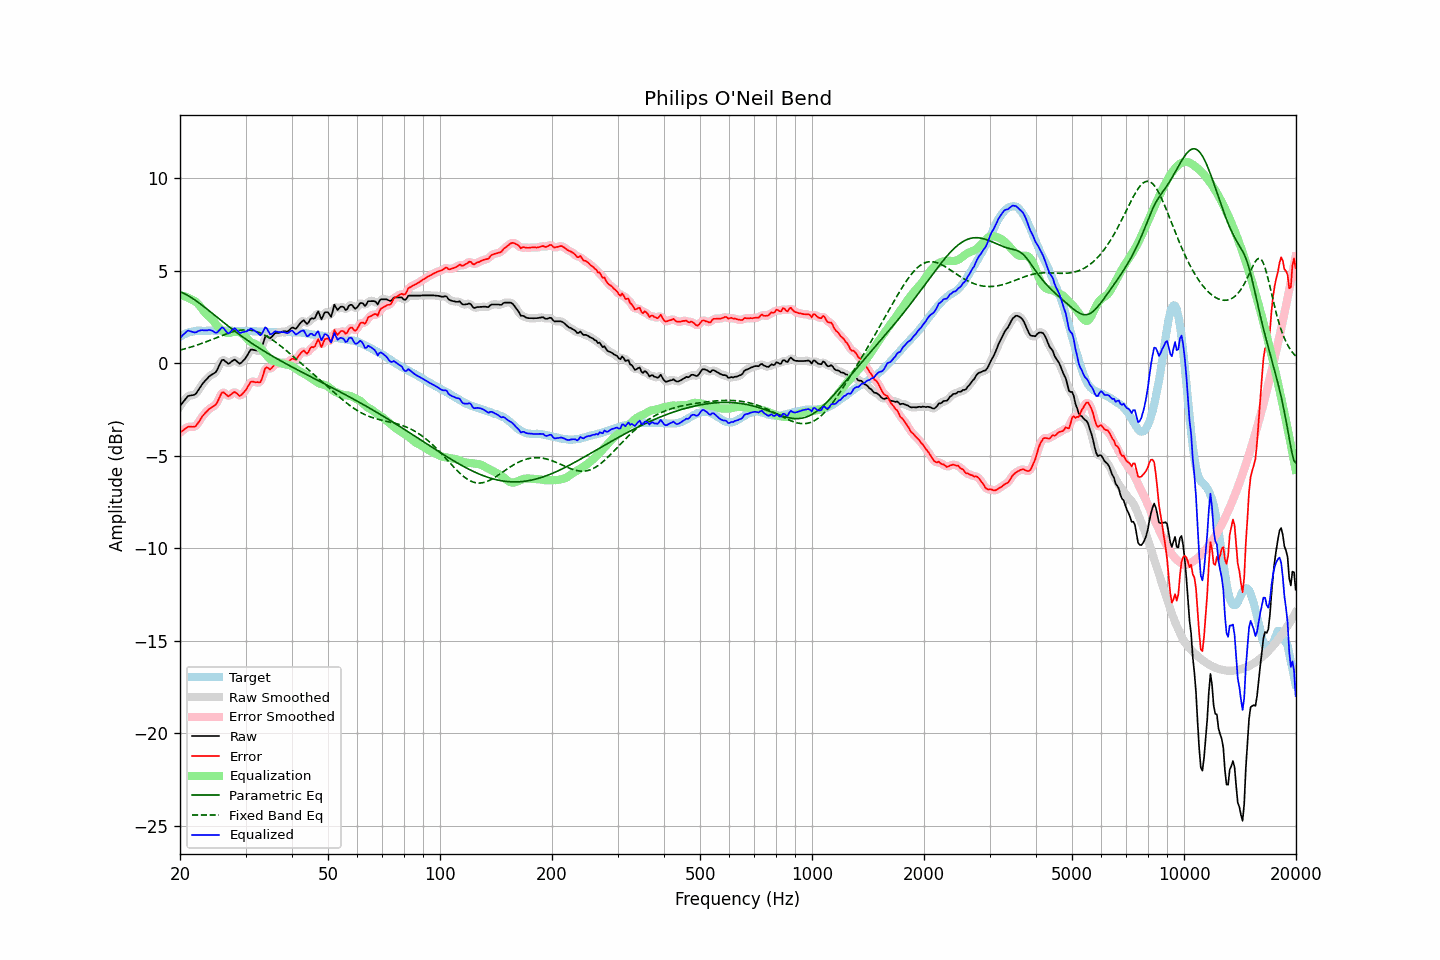 Philips O'Neil Bend
Amplitude (dBr)
10
5
0
−5
−10
−15
−20
−25
Target
Raw Smoothed
Error Smoothed
Raw
Error
Equalization
Parametric Eq
Fixed Band Eq
Equalized
20 50 100 200 500 1000 2000 5000 10000 20000
Frequency (Hz)